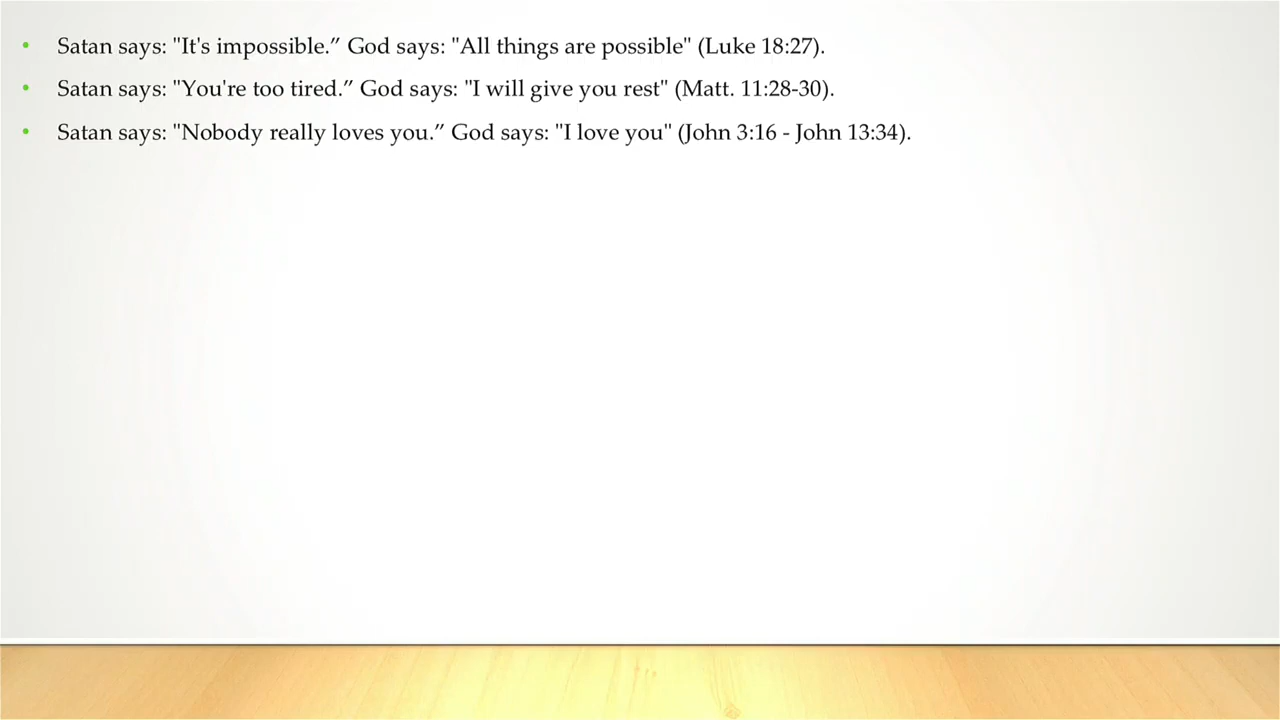 • Satan says: "It's impossible.” God says: "All things are possible" (Luke 18:27).
• Satan says: "You're too tired.” God says: "I will give you rest" (Matt. 11:28-30).
• Satan says: "Nobody really loves you.” God says: "I love you" (John 3:16 - John 13:34).